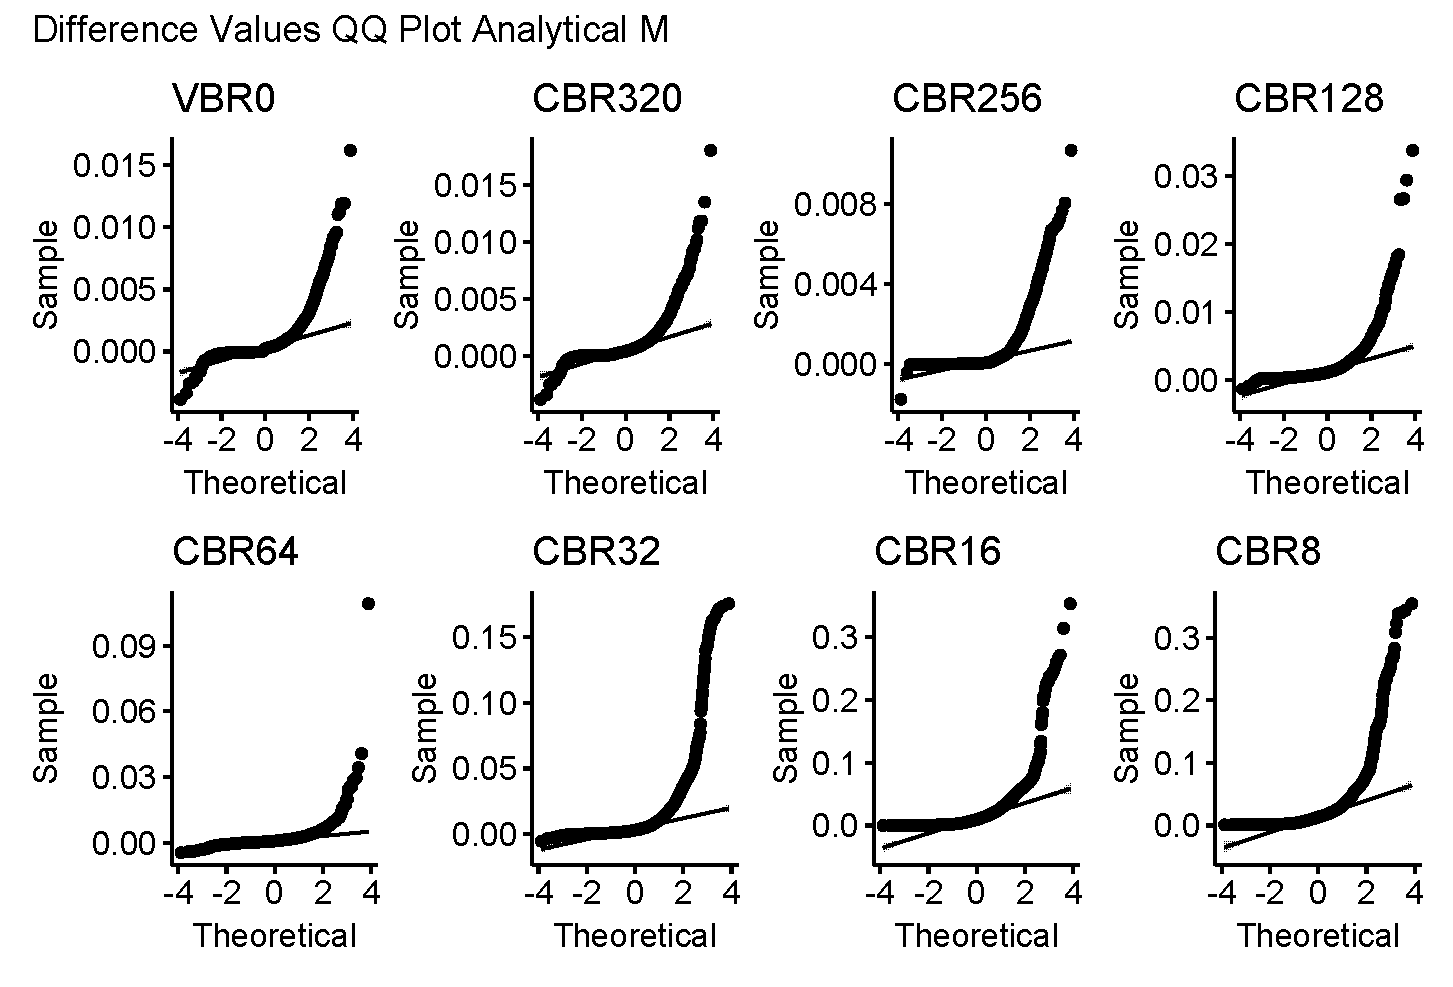 Difference Values QQ Plot Analytical M
VBR0 CBR320 CBR256 CBR128
0.015
0.010
0.005
0.000
Sample
-4 -2 0 2 4
Theoretical
0.015
0.010
0.005
0.000
Sample
-4 -2 0 2 4
Theoretical
0.008
0.004
0.000
Sample
-4 -2 0 2 4
Theoretical
0.03
0.02
0.01
0.00
Sample
-4 -2 0 2 4
Theoretical
CBR64 CBR32 CBR16 CBR8
0.09
0.06
0.03
0.00
Sample
-4 -2 0 2 4
Theoretical
0.15
0.10
0.05
0.00
Sample
-4 -2 0 2 4
Theoretical
0.3
0.2
0.1
0.0
Sample
-4 -2 0 2 4
Theoretical
0.3
0.2
0.1
0.0
Sample
-4 -2 0 2 4
Theoretical